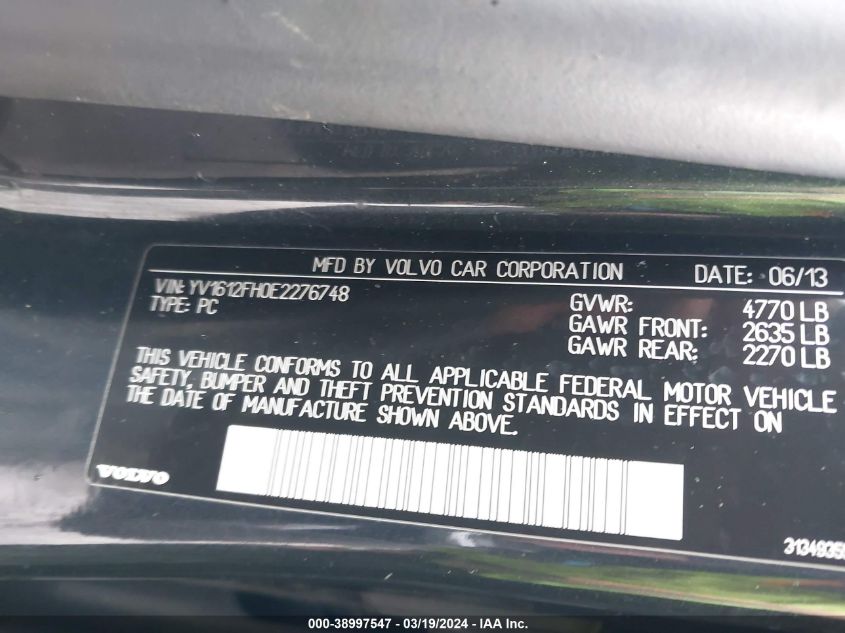 MFD BY VOLVO CAR CORPORATION DATE: 06/13
VIN: YV1612FH0E2276748
TYPE: PC
GVWR: 4770 LB
GAWR FRONT: 2635 LB
GAWR REAR: 2270 LB
THIS VEHICLE CONFORMS TO ALL APPLICABLE FEDERAL MOTOR VEHICLE
SAFETY, BUMPER AND THEFT PREVENTION STANDARDS IN EFFECT ON
THE DATE OF MANUFACTURE SHOWN ABOVE.
VOLVO
000-38997547 - 03/19/2024 - IAA Inc.